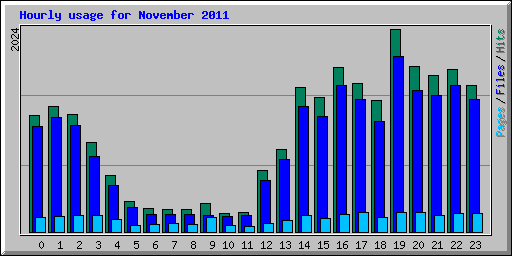 Hourly usage for November 2011
2024
Pages / Files / Hits
0 1 2 3 4 5 6 7 8 9 10 11 12 13 14 15 16 17 18 19 20 21 22 23